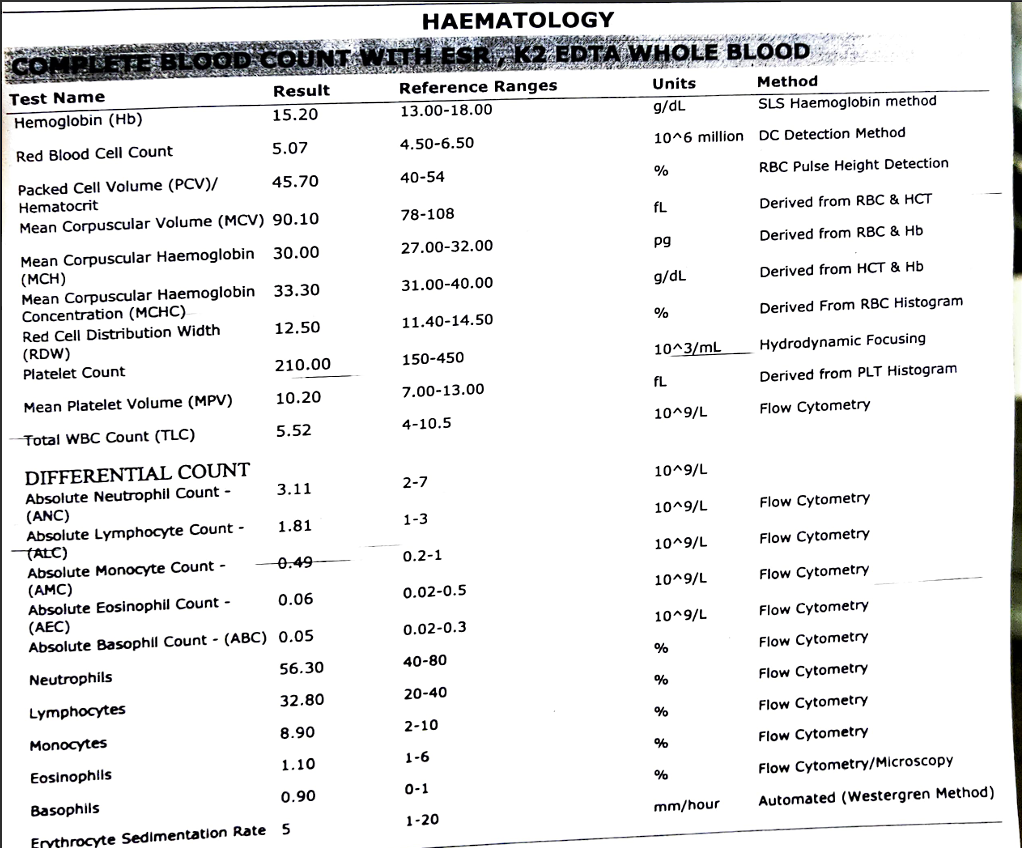 HAEMATOLOGY
COMPLETE BLOOD COUNT WITH ESR , K2 EDTA WHOLE BLOOD
Test Name Result Reference Ranges Units Method
Hemoglobin (Hb) 15.20 13.00-18.00 g/dL SLS Haemoglobin method
Red Blood Cell Count 5.07 4.50-6.50 10^6 million DC Detection Method
Packed Cell Volume (PCV)/ 45.70 40-54 % RBC Pulse Height Detection
Hematocrit
Mean Corpuscular Volume (MCV) 90.10 78-108 fL Derived from RBC & HCT
Mean Corpuscular Haemoglobin 30.00 27.00-32.00 pg Derived from RBC & Hb
(MCH)
Mean Corpuscular Haemoglobin 33.30 31.00-40.00 g/dL Derived from HCT & Hb
Concentration (MCHC)
Red Cell Distribution Width 12.50 11.40-14.50 % Derived From RBC Histogram
(RDW)
Platelet Count 210.00 150-450 10^3/mL Hydrodynamic Focusing
Mean Platelet Volume (MPV) 10.20 7.00-13.00 fL Derived from PLT Histogram
Total WBC Count (TLC) 5.52 4-10.5 10^9/L Flow Cytometry
DIFFERENTIAL COUNT
Absolute Neutrophil Count - 3.11 2-7 10^9/L Flow Cytometry
(ANC)
Absolute Lymphocyte Count - 1.81 1-3 10^9/L Flow Cytometry
(ALC)
Absolute Monocyte Count - 0.49 0.2-1 10^9/L Flow Cytometry
(AMC)
Absolute Eosinophil Count - 0.06 0.02-0.5 10^9/L Flow Cytometry
(AEC)
Absolute Basophil Count - (ABC) 0.05 0.02-0.3 10^9/L Flow Cytometry
Neutrophils 56.30 40-80 % Flow Cytometry
Lymphocytes 32.80 20-40 % Flow Cytometry
Monocytes 8.90 2-10 % Flow Cytometry
Eosinophils 1.10 1-6 % Flow Cytometry
Basophils 0.90 0-1 % Flow Cytometry/Microscopy
Erythrocyte Sedimentation Rate 5 1-20 mm/hour Automated (Westergren Method)